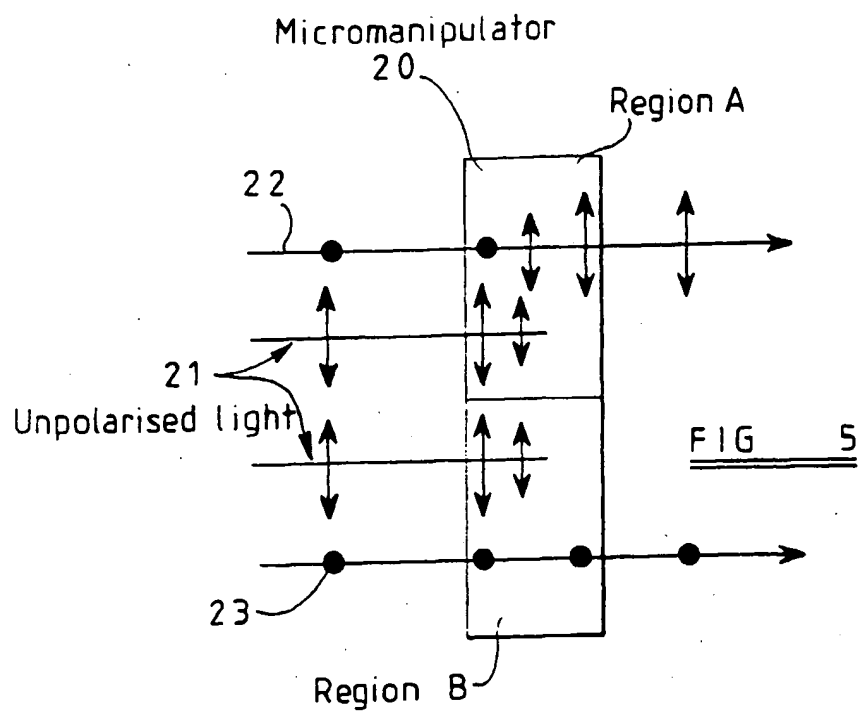 Micromanipulator
20
Region A
22
21
Unpolarised light
FIG 5
23
Region B